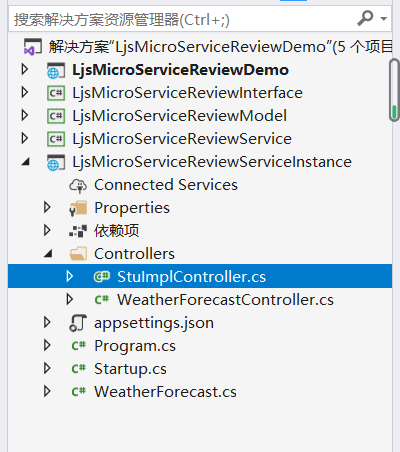 搜索解决方案资源管理器(Ctrl+;)
解决方案"LjsMicroServiceReviewDemo"(5 个项目
LjsMicroServiceReviewDemo
C# LjsMicroServiceReviewInterface
C# LjsMicroServiceReviewModel
C# LjsMicroServiceReviewService
LjsMicroServiceReviewServiceInstance
Connected Services
Properties
依赖项
Controllers
C# StuImplController.cs
C# WeatherForecastController.cs
appsettings.json
C# Program.cs
C# Startup.cs
C# WeatherForecast.cs